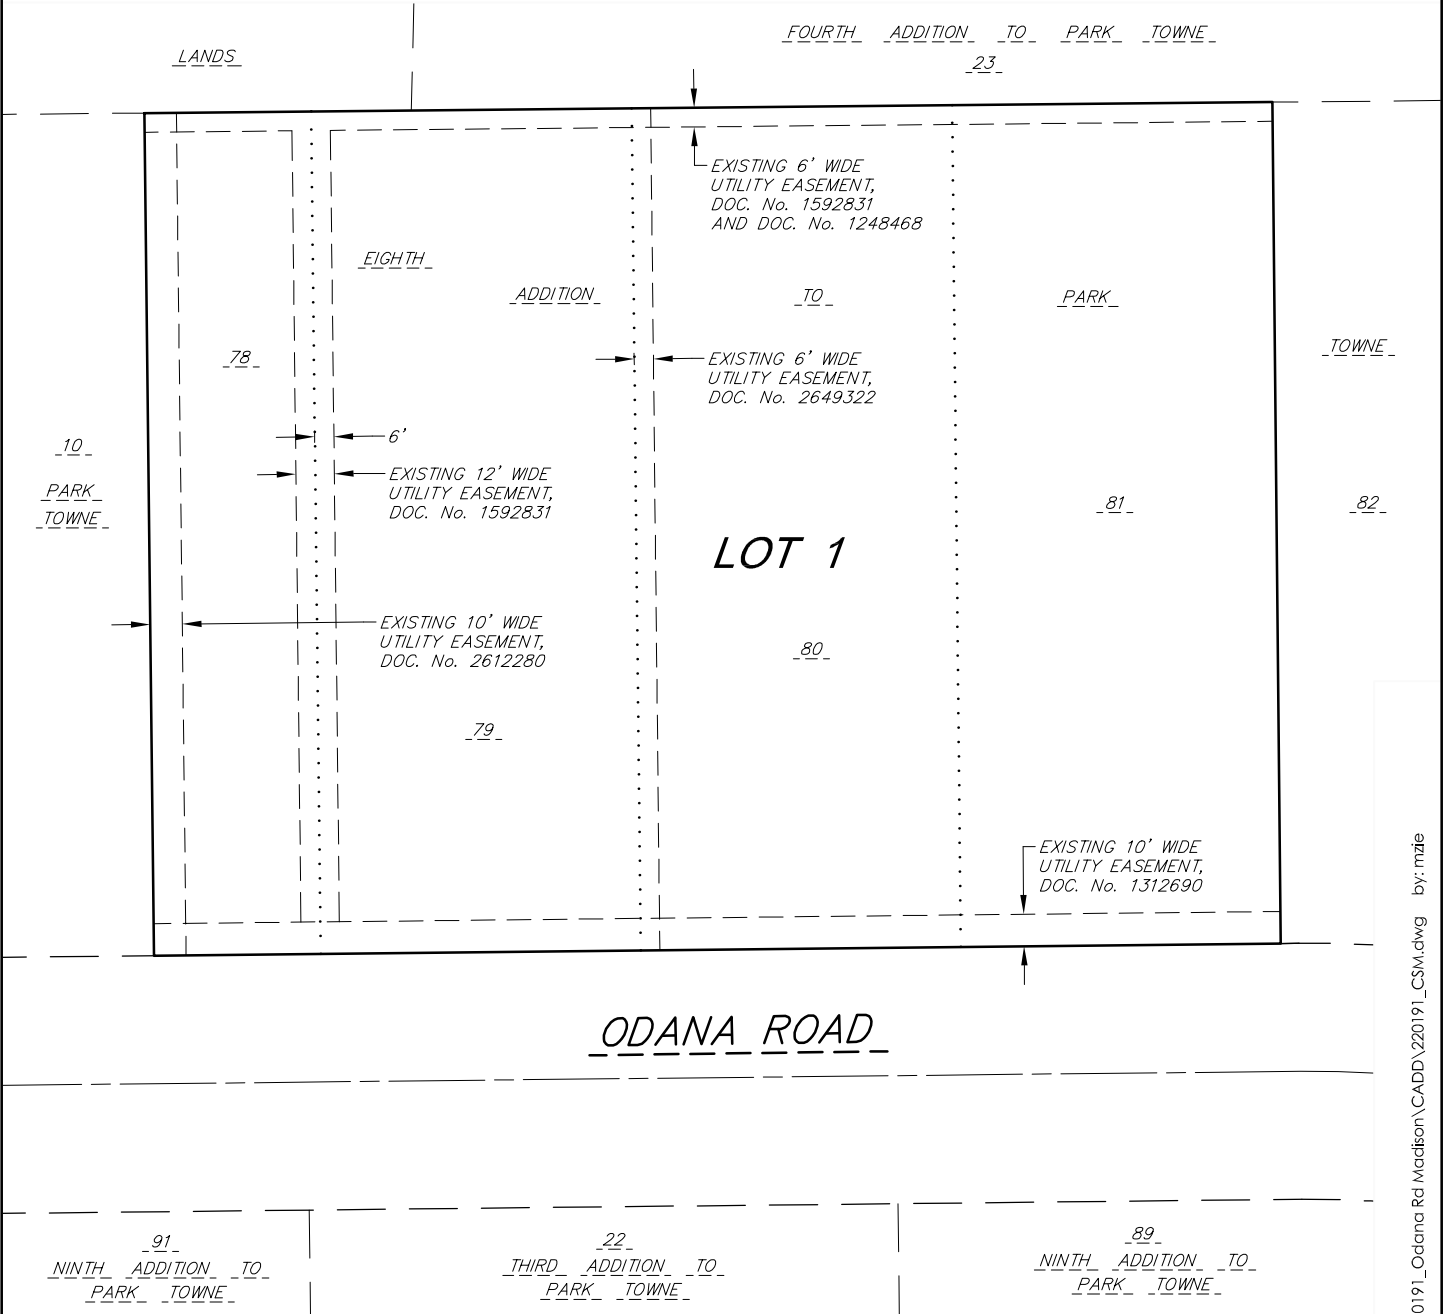 LANDS
FOURTH ADDITION TO PARK TOWNE
23
EXISTING 6' WIDE
UTILITY EASEMENT,
DOC. No. 1592831
AND DOC. No. 1248468
EIGHTH
ADDITION
TO
PARK
TOWNE
78
EXISTING 6' WIDE
UTILITY EASEMENT,
DOC. No. 2649322
6'
10
PARK
TOWNE
EXISTING 12' WIDE
UTILITY EASEMENT,
DOC. No. 1592831
81
82
LOT 1
EXISTING 10' WIDE
UTILITY EASEMENT,
DOC. No. 2612280
80
79
EXISTING 10' WIDE
UTILITY EASEMENT,
DOC. No. 1312690
ODANA ROAD
91
NINTH ADDITION TO
PARK TOWNE
22
THIRD ADDITION TO
PARK TOWNE
89
NINTH ADDITION TO
PARK TOWNE
0191_Odana Rd Madison\CADD\220191_CSM.dwg by: mzie